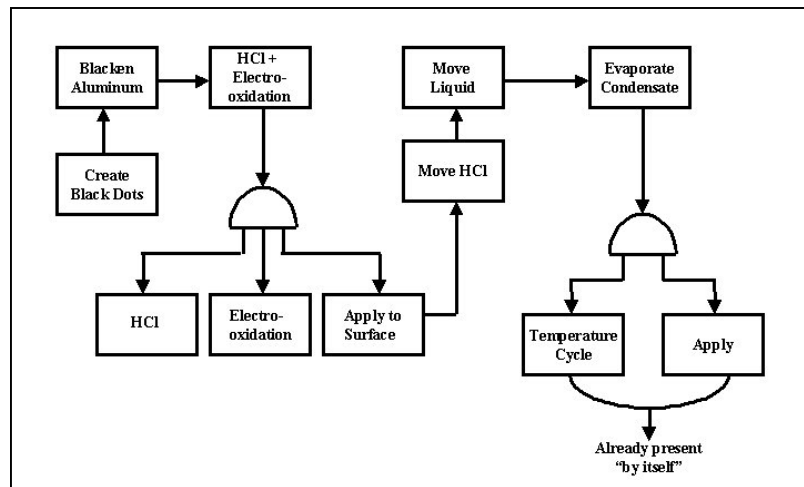 Blacken
Aluminum
HCl +
Electro-
oxidation
Move
Liquid
Evaporate
Condensate
Create
Black Dots
Move HCl
HCl
Electro-
oxidation
Apply to
Surface
Temperature
Cycle
Apply
Already present
“by itself”